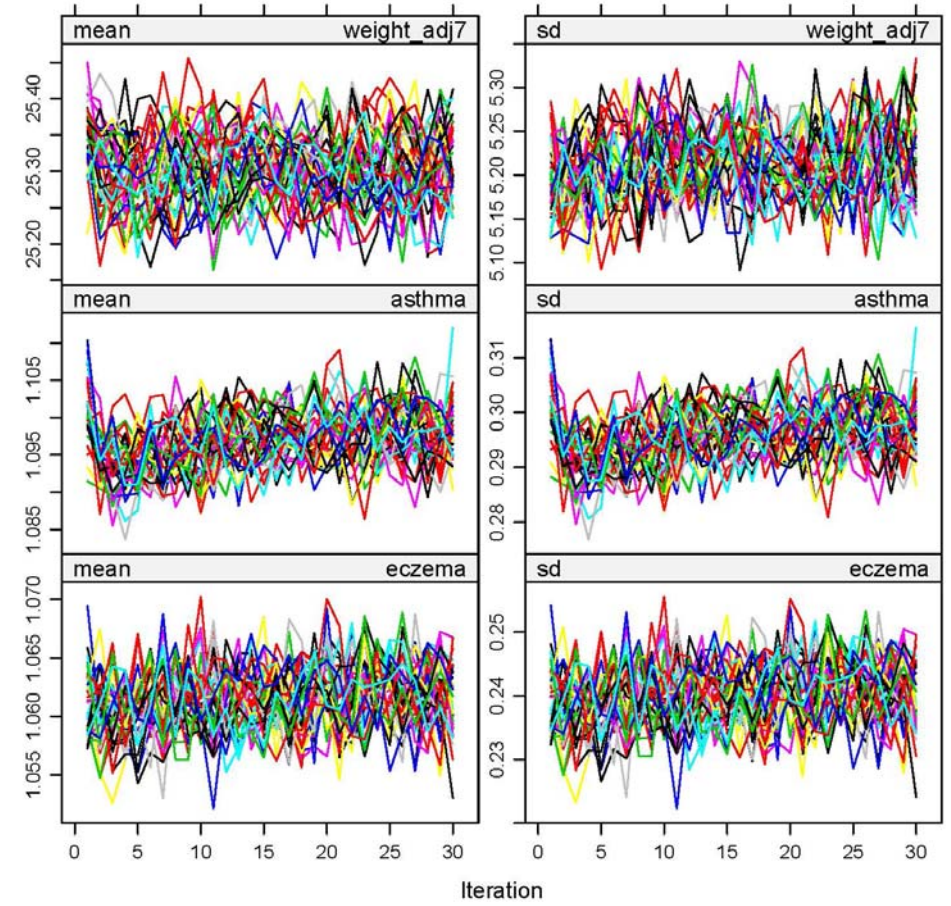 mean weight_adj7 sd weight_adj7
25.40 25.30 25.20
5.30 5.25 5.20 5.15 5.10
mean asthma sd asthma
1.105 1.095 1.085
0.31 0.30 0.29 0.28
mean eczema sd eczema
1.070 1.065 1.060 1.055
0.25 0.24 0.23
0 5 10 15 20 25 30 0 5 10 15 20 25 30
Iteration